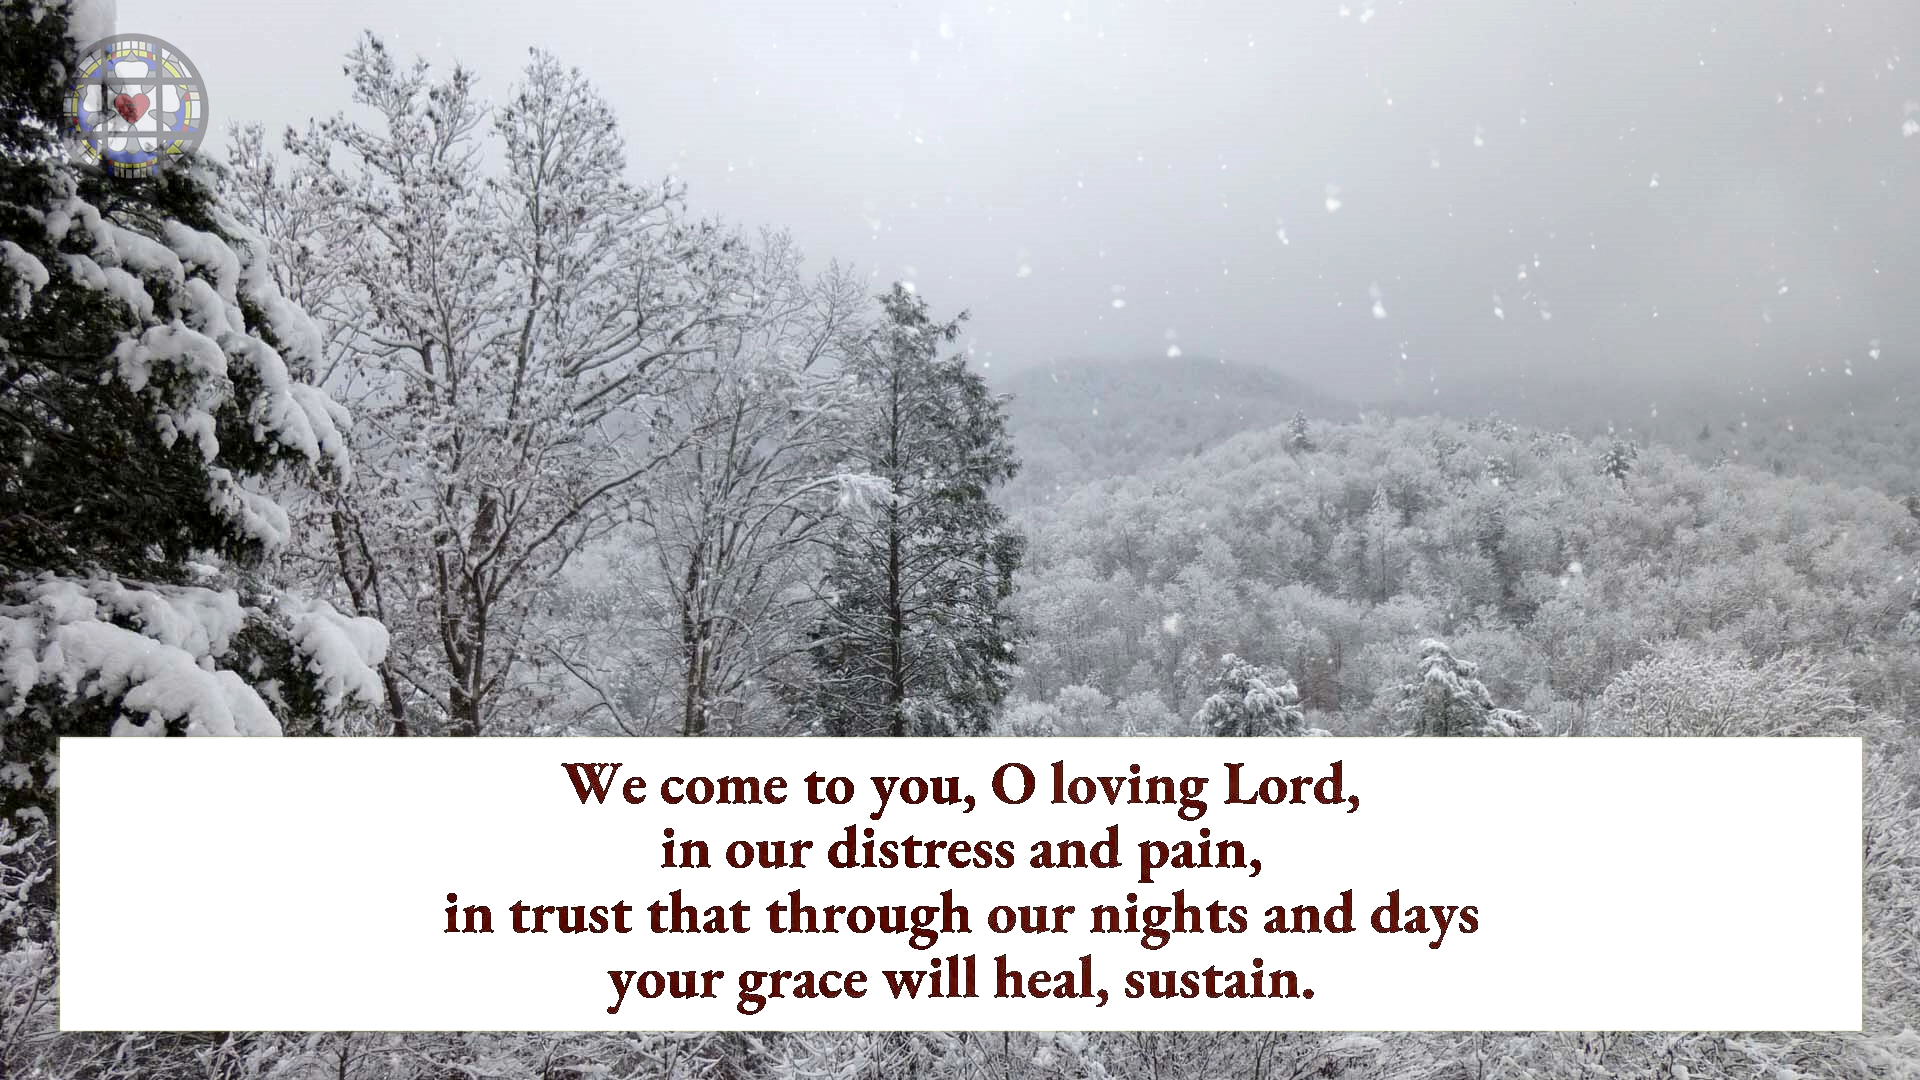 We come to you, O loving Lord,
in our distress and pain,
in trust that through our nights and days
your grace will heal, sustain.